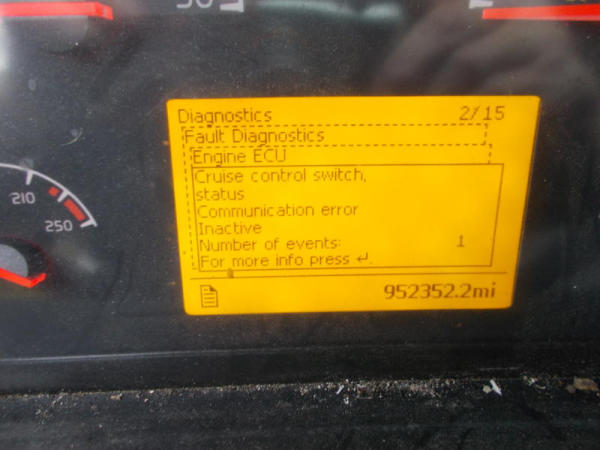 Diagnostics 2/15
Fault Diagnostics
Engine ECU
Cruise control switch,
status
Communication error
Inactive
Number of events: 1
For more info press ↵.
952352.2mi
210
250